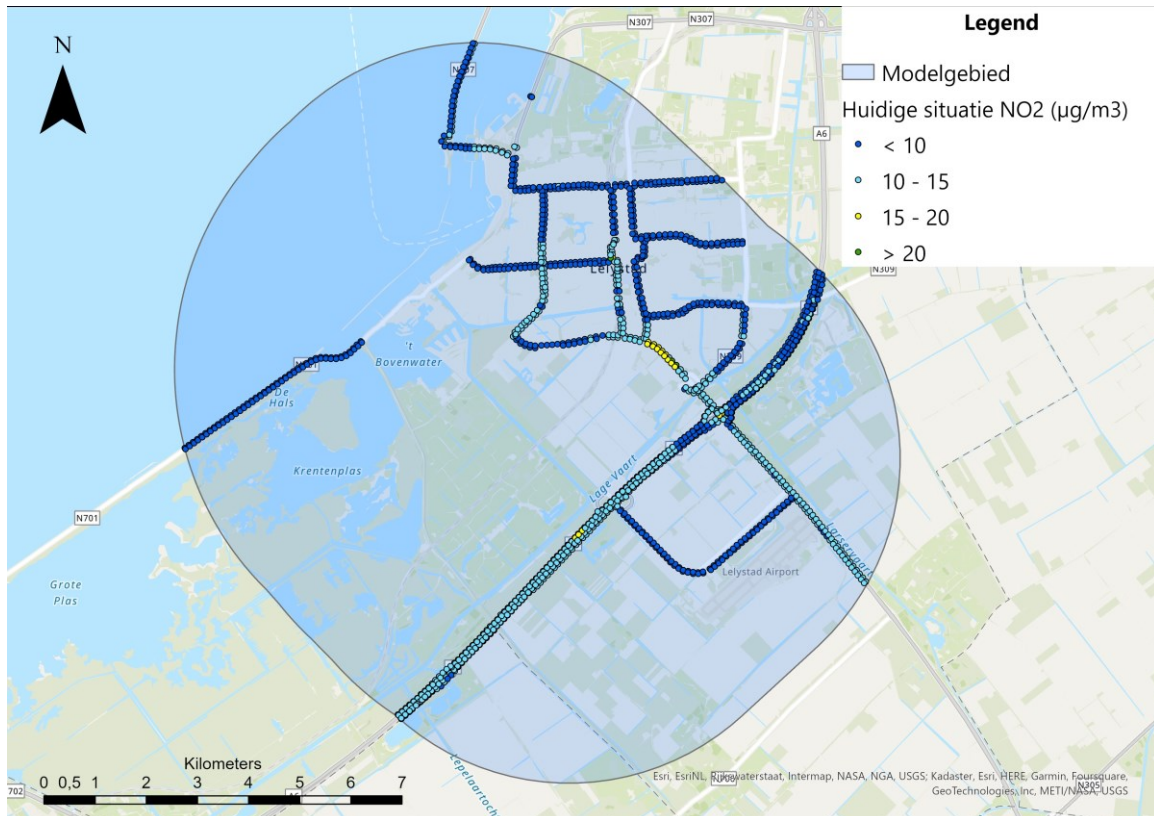 N
Legend
Modelgebied
Huidige situatie NO2 (µg/m3)
< 10
10 - 15
15 - 20
> 20
N307
N307
A6
N309
Lelystad
't
Bovenwater
De
Hals
Krentenplas
N701
Grote
Plas
Lage Vaart
Larservaart
Lelystad Airport
Kilometers
0 0,5 1 2 3 4 5 6 7
Esri, EsriNL, Rijkswaterstaat, Intermap, NASA, NGA, USGS; Kadaster, Esri, HERE, Garmin, Foursquare,
GeoTechnologies, Inc, METI/NASA, USGS
N305